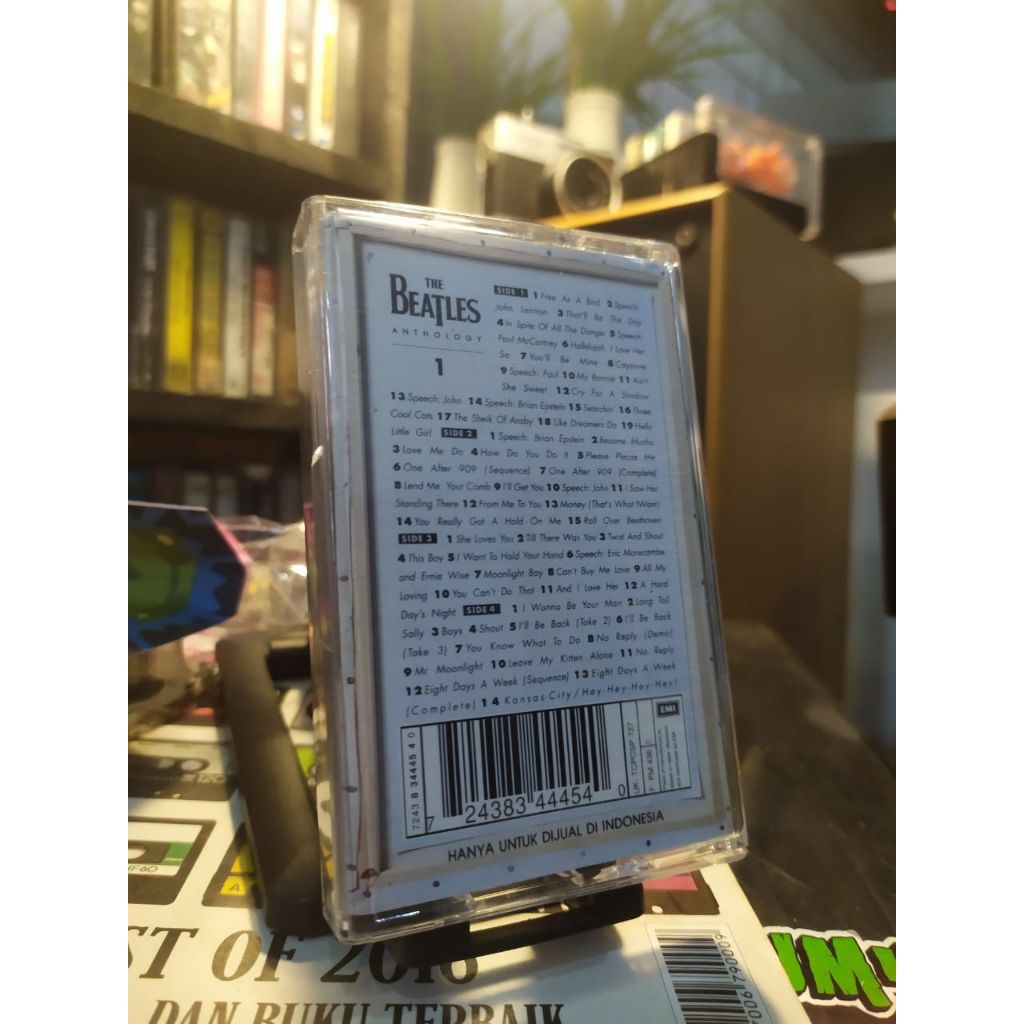 THE
BEATLES
ANTHOLOGY
1
SIDE 1 1 Free As A Bird 2 Speech:
John Lennon 3 That'll Be The Day
4 In Spite Of All The Danger 5 Speech:
Paul McCartney 6 Hallelujah, I Love Her
So 7 You'll Be Mine 8 Cayenne
9 Speech: Paul 10 My Bonnie 11 Ain't
She Sweet 12 Cry For A Shadow
13 Speech: John 14 Speech: Brian Epstein 15 Searchin' 16 Three
Cool Cats 17 The Sheik Of Araby 18 Like Dreamers Do 19 Hello
Little Girl SIDE 2 1 Speech: Brian Epstein 2 Besame Mucho
3 Love Me Do 4 How Do You Do It 5 Please Please Me
6 One After 909 (Sequence) 7 One After 909 (Complete)
8 Lend Me Your Comb 9 I'll Get You 10 Speech: John 11 I Saw Her
Standing There 12 From Me To You 13 Money (That's What IWant)
14 You Really Got A Hold On Me 15 Roll Over Beethoven
SIDE 3 1 She Loves You 2 Till There Was You 3 Twist And Shout
4 This Boy 5 I Want To Hold Your Hand 6 Speech: Eric Morecambe
and Ernie Wise 7 Moonlight Bay 8 Can't Buy Me Love 9 All My
Loving 10 You Can't Do That 11 And I Love Her 12 A Hard
Day's Night SIDE 4 1 I Wanna Be Your Man 2 Long Tall
Sally 3 Boys 4 Shout 5 I'll Be Back (Take 2) 6 I'll Be Back
(Take 3) 7 You Know What To Do 8 No Reply (Demo)
9 Mr Moonlight 10 Leave My Kitten Alone 11 No Reply
12 Eight Days A Week (Sequence) 13 Eight Days A Week
(Complete) 14 Kansas City / Hey-Hey-Hey-Hey!
7243 8 34445 4 0
7 24383 44454 0
UK: TCPCSP 727
F: PM 436
EMI
HANYA UNTUK DIJUAL DI INDONESIA
ST OF 2018
DAN BUKU TERBAIK
006179000